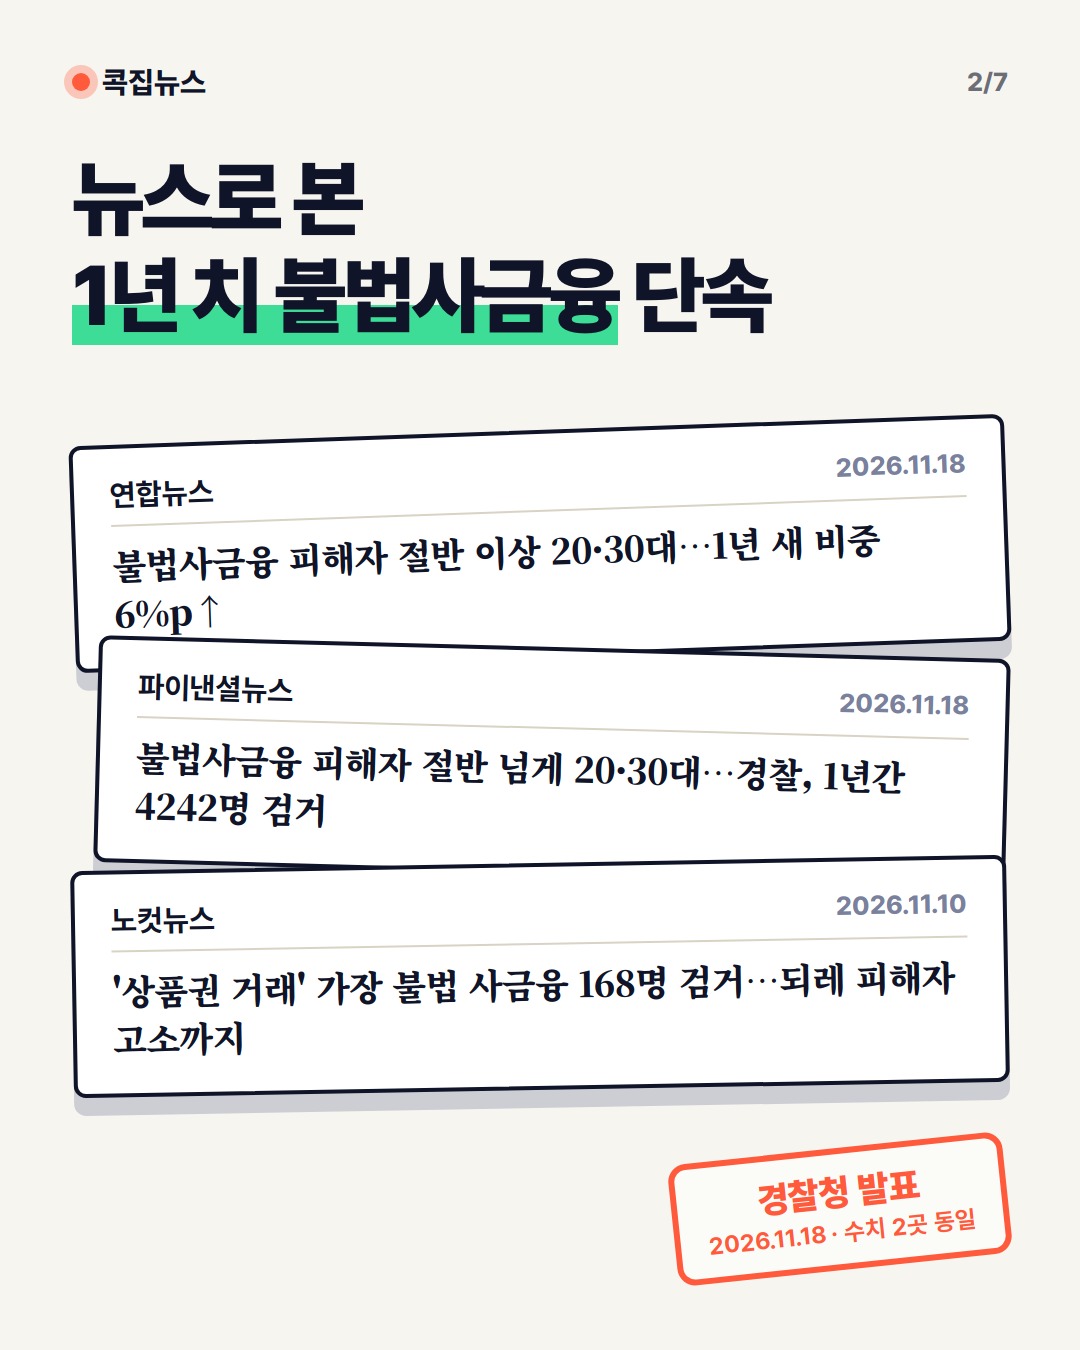 콕집뉴스
2/7
뉴스로 본
1년 치 불법사금융 단속
연합뉴스
2026.11.18
불법사금융 피해자 절반 이상 20·30대…1년 새 비중
6%p↑
파이낸셜뉴스
2026.11.18
불법사금융 피해자 절반 넘게 20·30대…경찰, 1년간
4242명 검거
노컷뉴스
2026.11.10
'상품권 거래' 가장 불법 사금융 168명 검거…되레 피해자
고소까지
경찰청 발표
2026.11.18 · 수치 2곳 동일